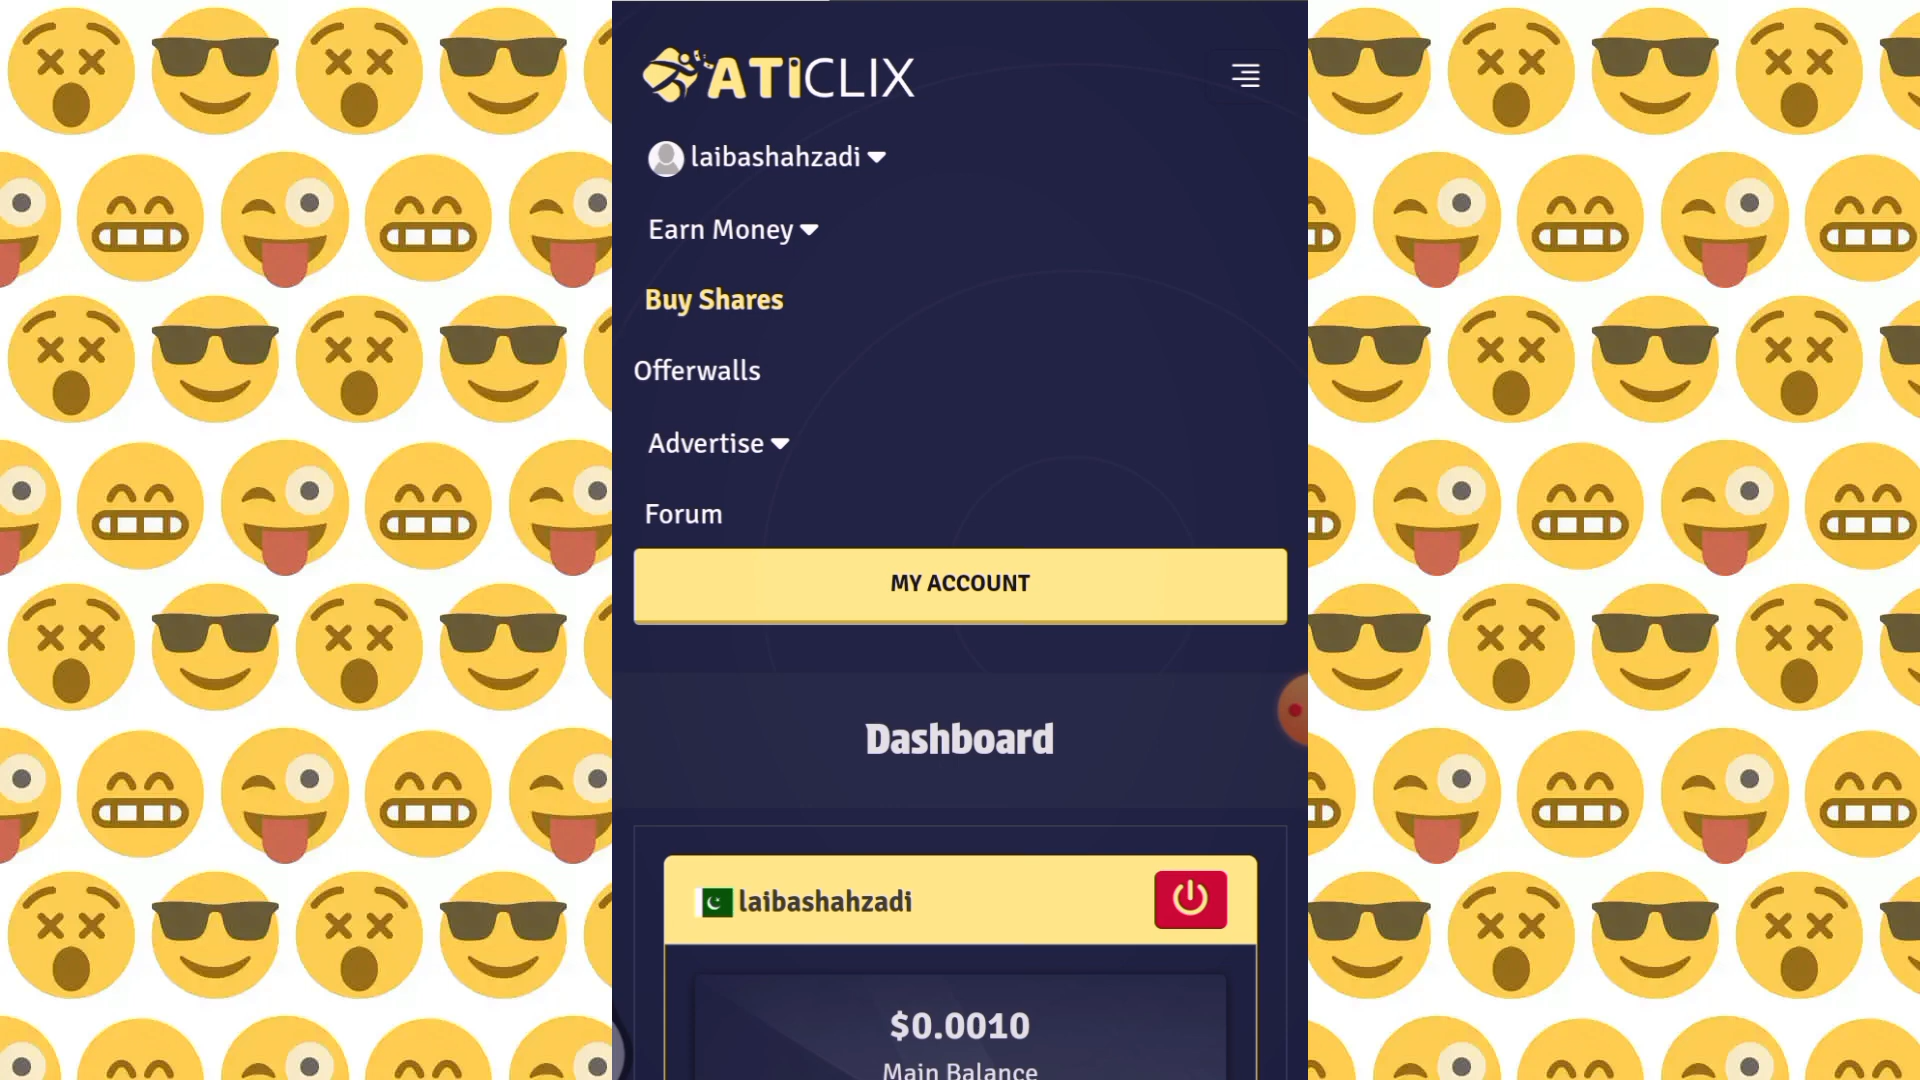 ATICLIX
laibashahzadi
Earn Money
Buy Shares
Offerwalls
Advertise
Forum
MY ACCOUNT
Dashboard
laibashahzadi
$0.0010
Main Balance